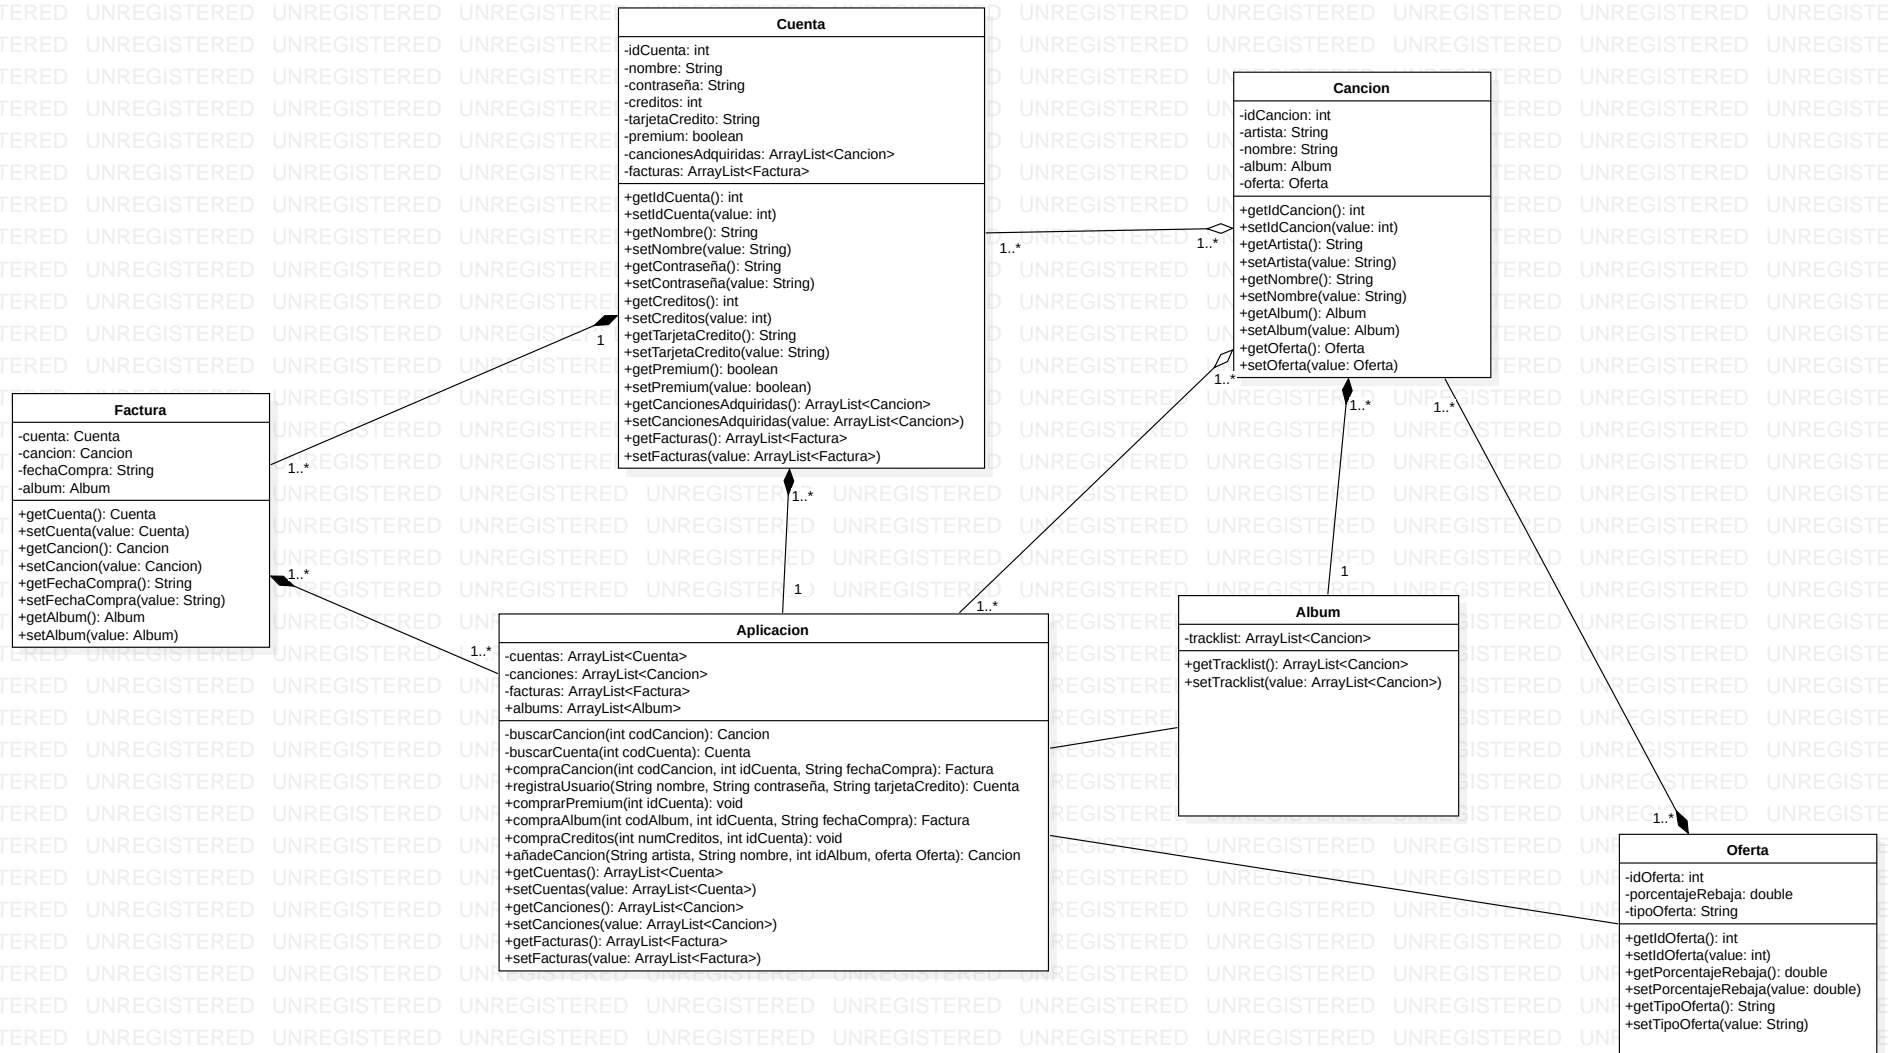 Cuenta
-idCuenta: int
-nombre: String
-contraseña: String
-creditos: int
-tarjetaCredito: String
-premium: boolean
-cancionesAdquiridas: ArrayList<Cancion>
-facturas: ArrayList<Factura>
+getIdCuenta(): int
+setIdCuenta(value: int)
+getNombre(): String
+setNombre(value: String)
+getContraseña(): String
+setContraseña(value: String)
+getCreditos(): int
+setCreditos(value: int)
+getTarjetaCredito(): String
+setTarjetaCredito(value: String)
+getPremium(): boolean
+setPremium(value: boolean)
+getCancionesAdquiridas(): ArrayList<Cancion>
+setCancionesAdquiridas(value: ArrayList<Cancion>)
+getFacturas(): ArrayList<Factura>
+setFacturas(value: ArrayList<Factura>)
Cancion
-idCancion: int
-artista: String
-nombre: String
-album: Album
-oferta: Oferta
+getIdCancion(): int
+setIdCancion(value: int)
+getArtista(): String
+setArtista(value: String)
+getNombre(): String
+setNombre(value: String)
+getAlbum(): Album
+setAlbum(value: Album)
+getOferta(): Oferta
+setOferta(value: Oferta)
1..*
1..*
1
1..*
1..*
1..*
1..*
Factura
-cuenta: Cuenta
-cancion: Cancion
-fechaCompra: String
-album: Album
+getCuenta(): Cuenta
+setCuenta(value: Cuenta)
+getCancion(): Cancion
+setCancion(value: Cancion)
+getFechaCompra(): String
+setFechaCompra(value: String)
+getAlbum(): Album
+setAlbum(value: Album)
1..*
1..*
1..*
1
1..*
1
Aplicacion
-cuentas: ArrayList<Cuenta>
-canciones: ArrayList<Cancion>
-facturas: ArrayList<Factura>
+albums: ArrayList<Album>
-buscarCancion(int codCancion): Cancion
-buscarCuenta(int codCuenta): Cuenta
+compraCancion(int codCancion, int idCuenta, String fechaCompra): Factura
+registraUsuario(String nombre, String contraseña, String tarjetaCredito): Cuenta
+comprarPremium(int idCuenta): void
+compraAlbum(int codAlbum, int idCuenta, String fechaCompra): Factura
+compraCreditos(int numCreditos, int idCuenta): void
+añadeCancion(String artista, String nombre, int idAlbum, oferta Oferta): Cancion
+getCuentas(): ArrayList<Cuenta>
+setCuentas(value: ArrayList<Cuenta>)
+getCanciones(): ArrayList<Cancion>
+setCanciones(value: ArrayList<Cancion>)
+getFacturas(): ArrayList<Factura>
+setFacturas(value: ArrayList<Factura>)
Album
-tracklist: ArrayList<Cancion>
+getTracklist(): ArrayList<Cancion>
+setTracklist(value: ArrayList<Cancion>)
1..*
Oferta
-idOferta: int
-porcentajeRebaja: double
-tipoOferta: String
+getIdOferta(): int
+setIdOferta(value: int)
+getPorcentajeRebaja(): double
+setPorcentajeRebaja(value: double)
+getTipoOferta(): String
+setTipoOferta(value: String)
UNREGISTERED